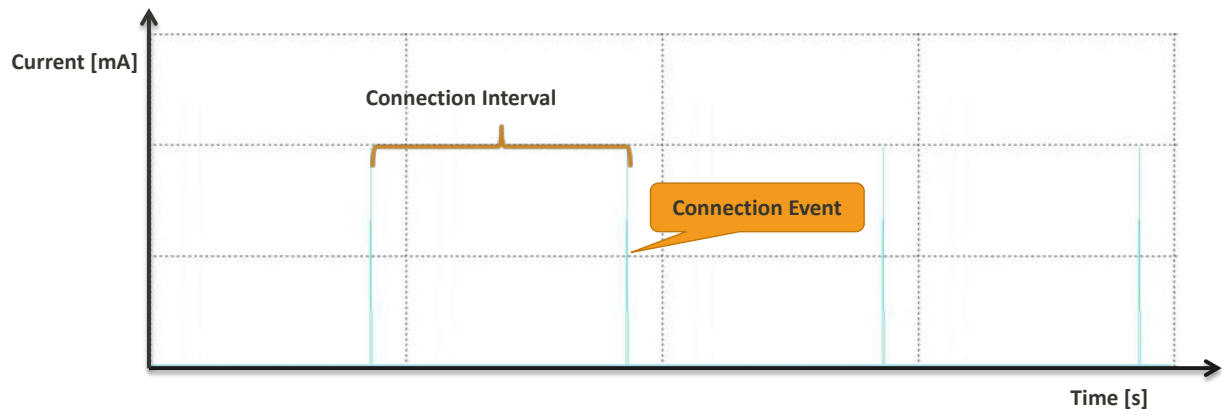 Current [mA]
Connection Interval
Connection Event
Time [s]